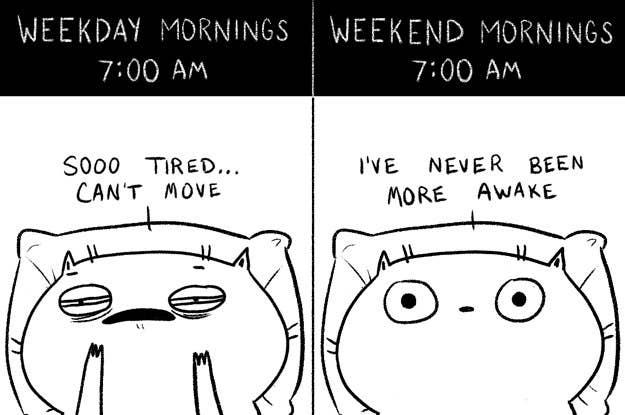 WEEKDAY MORNINGS
7:00 AM
SOOO TIRED...
CAN'T MOVE
WEEKEND MORNINGS
7:00 AM
I'VE NEVER BEEN
MORE AWAKE